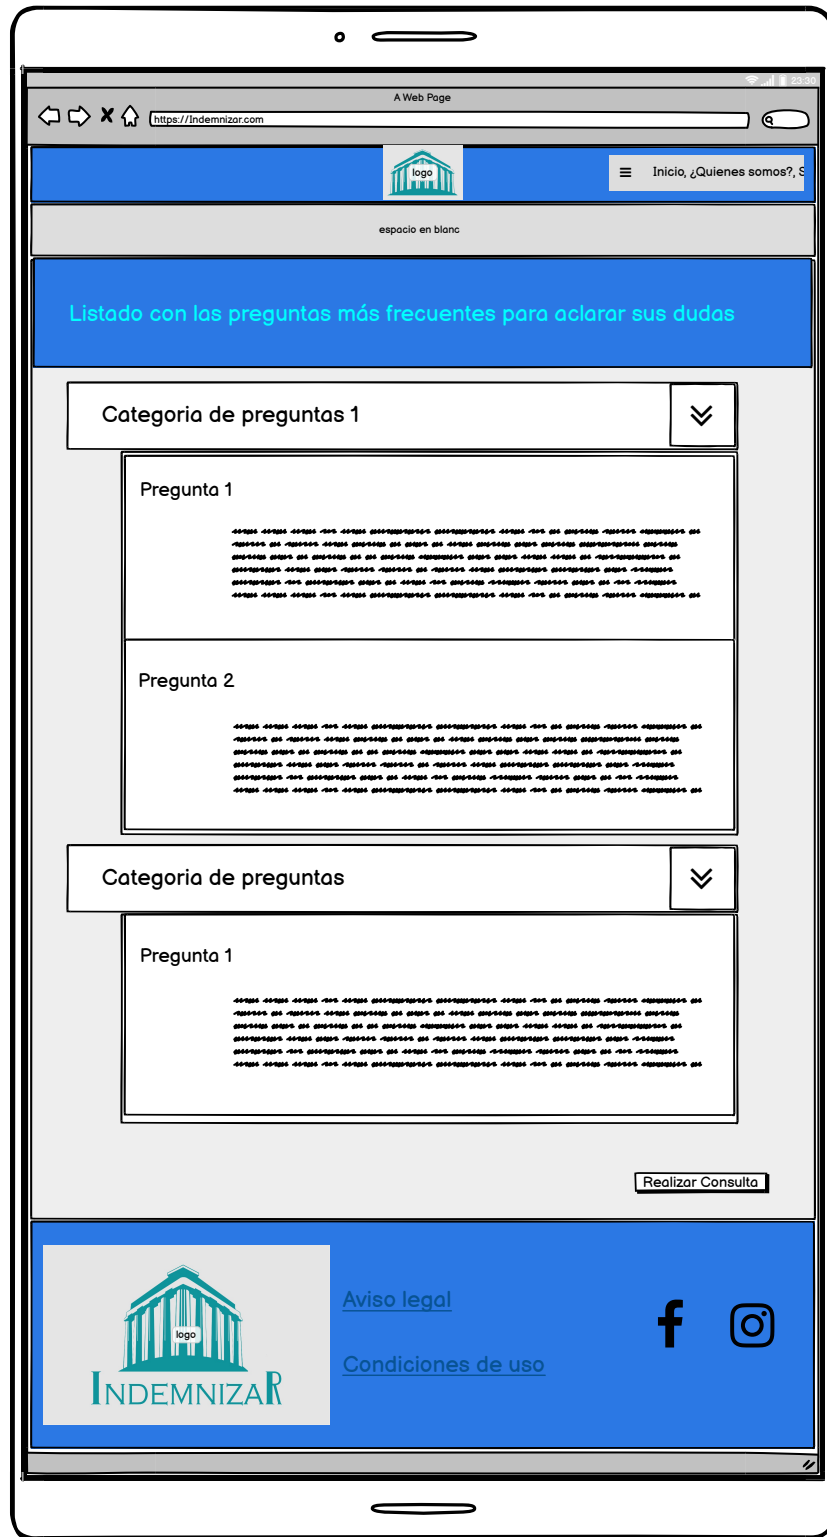 23:30
A Web Page
https://Indemnizar.com
logo
Inicio, ¿Quienes somos?, S
espacio en blanc
Listado con las preguntas más frecuentes para aclarar sus dudas
Categoria de preguntas 1
Pregunta 1
Pregunta 2
Categoria de preguntas
Pregunta 1
Realizar Consulta
logo
INDEMNIZAR
Aviso legal
Condiciones de uso